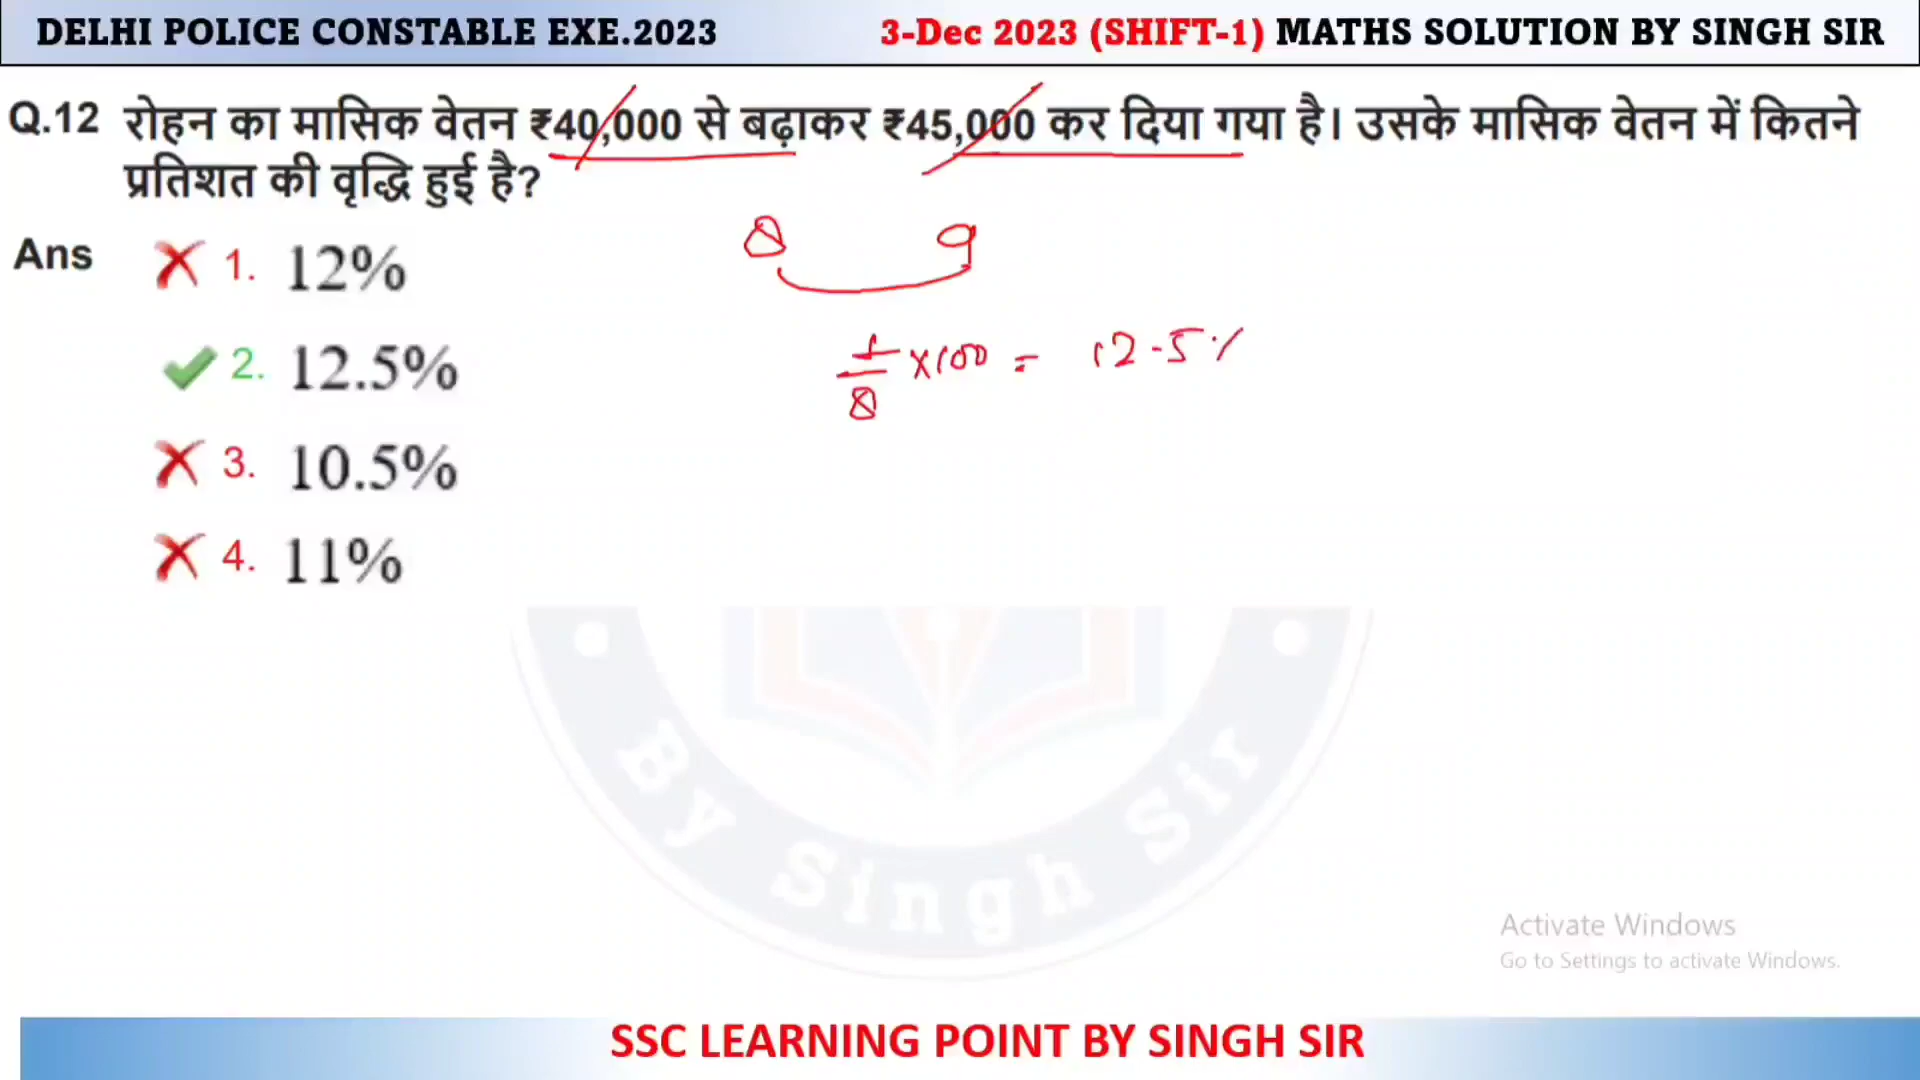 DELHI POLICE CONSTABLE EXE.2023 3-Dec 2023 (SHIFT-1) MATHS SOLUTION BY SINGH SIR
Q.12 रोहन का मासिक वेतन ₹40,000 से बढ़ाकर ₹45,000 कर दिया गया है। उसके मासिक वेतन में कितने
प्रतिशत की वृद्धि हुई है?
8 9
Ans 1. 12%
1/8 ×100 = 12.5%
2. 12.5%
3. 10.5%
4. 11%
By Singh Sir
Activate Windows
Go to Settings to activate Windows.
SSC LEARNING POINT BY SINGH SIR